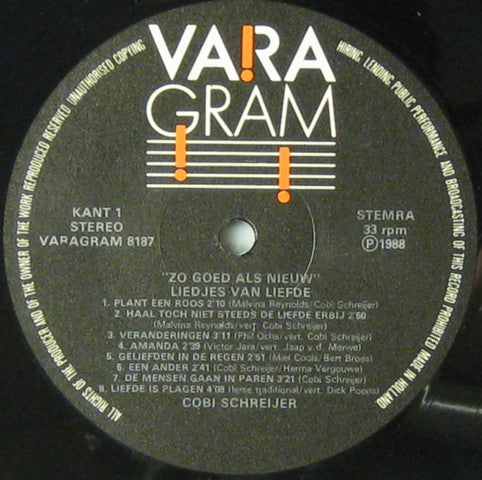 VARA
GRAM
KANT 1
STEREO
VARAGRAM 8187
STEMRA
33 rpm
Ⓟ 1988
"ZO GOED ALS NIEUW"
LIEDJES VAN LIEFDE
1. PLANT EEN ROOS 2'10 (Malvina Reynolds/Cobi Schreijer)
2. HAAL TOCH NIET STEEDS DE LIEFDE ERBIJ 2'50
(Malvina Reynolds/vert. Cobi Schreijer)
3. VERANDERINGEN 3'11 (Phil Ochs/vert. Cobi Schreijer)
4. AMANDA 2'39 (Victor Jara/vert. Jaap v.d. Merwe)
5. GELIEFDEN IN DE REGEN 2'51 (Miel Cools/Bert Broes)
6. EEN ANDER 2'41 (Cobi Schreijer/Herma Vergouwe)
7. DE MENSEN GAAN IN PAREN 3'21 (Cobi Schreijer)
8. LIEFDE IS PLAGEN 4'08 (Ierse traditional/vert. Dick Poons)
COBI SCHREIJER
ALL RIGHTS OF THE PRODUCER AND OF THE OWNER OF THE WORK REPRODUCED RESERVED UNAUTHORISED COPYING HIRING LENDING PUBLIC PERFORMANCE AND BROADCASTING OF THIS RECORD PROHIBITED MADE IN HOLLAND